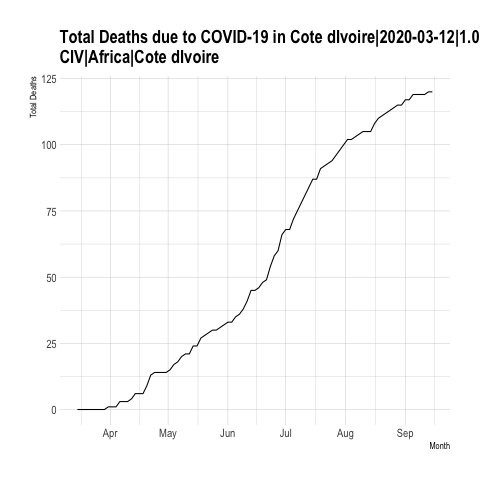 Total Deaths due to COVID-19 in Cote dIvoire|2020-03-12|1.0
CIV|Africa|Cote dIvoire
Total Deaths
125
100
75
50
25
0
Apr May Jun Jul Aug Sep
Month